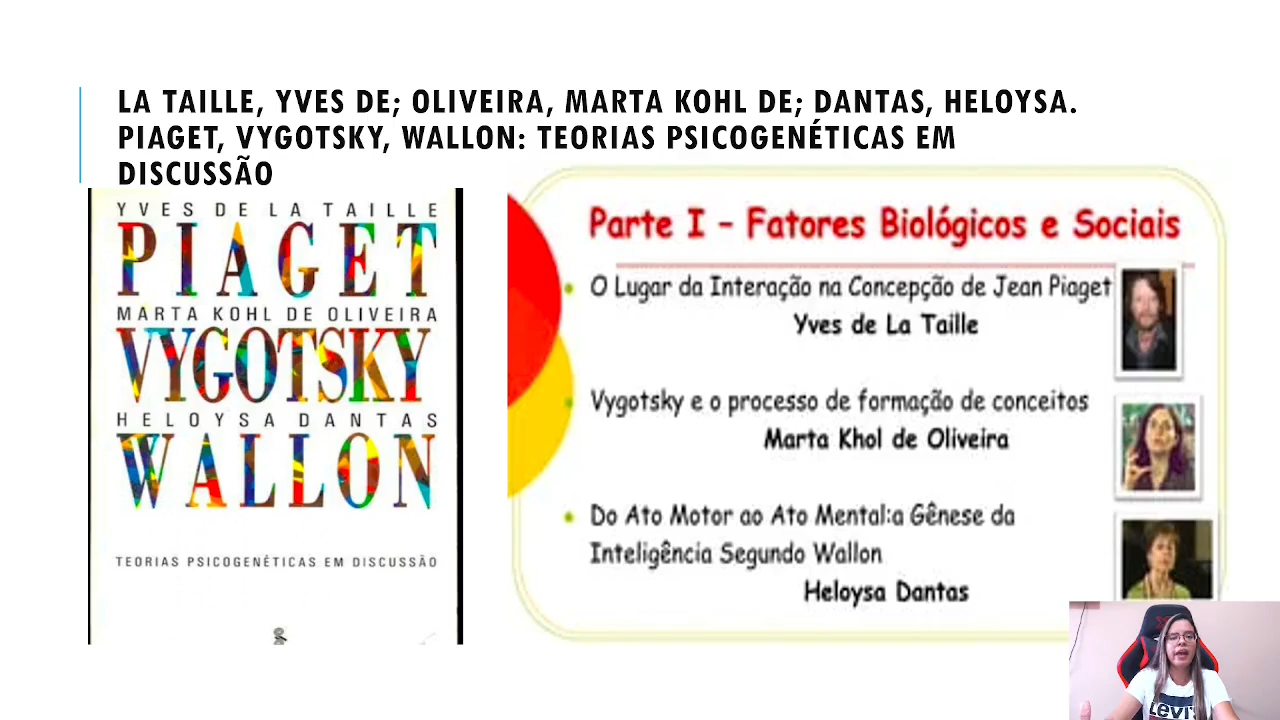 LA TAILLE, YVES DE; OLIVEIRA, MARTA KOHL DE; DANTAS, HELOYSA.
PIAGET, VYGOTSKY, WALLON: TEORIAS PSICOGENÉTICAS EM
DISCUSSÃO
YVES DE LA TAILLE
PIAGET
MARTA KOHL DE OLIVEIRA
VYGOTSKY
HELOYSA DANTAS
WALLON
TEORIAS PSICOGENÉTICAS EM DISCUSSÃO
Parte I – Fatores Biológicos e Sociais
• O Lugar da Interação na Concepção de Jean Piaget
Yves de La Taille
• Vygotsky e o processo de formação de conceitos
Marta Khol de Oliveira
• Do Ato Motor ao Ato Mental:a Gênese da
Inteligência Segundo Wallon
Heloysa Dantas
LEVI'S